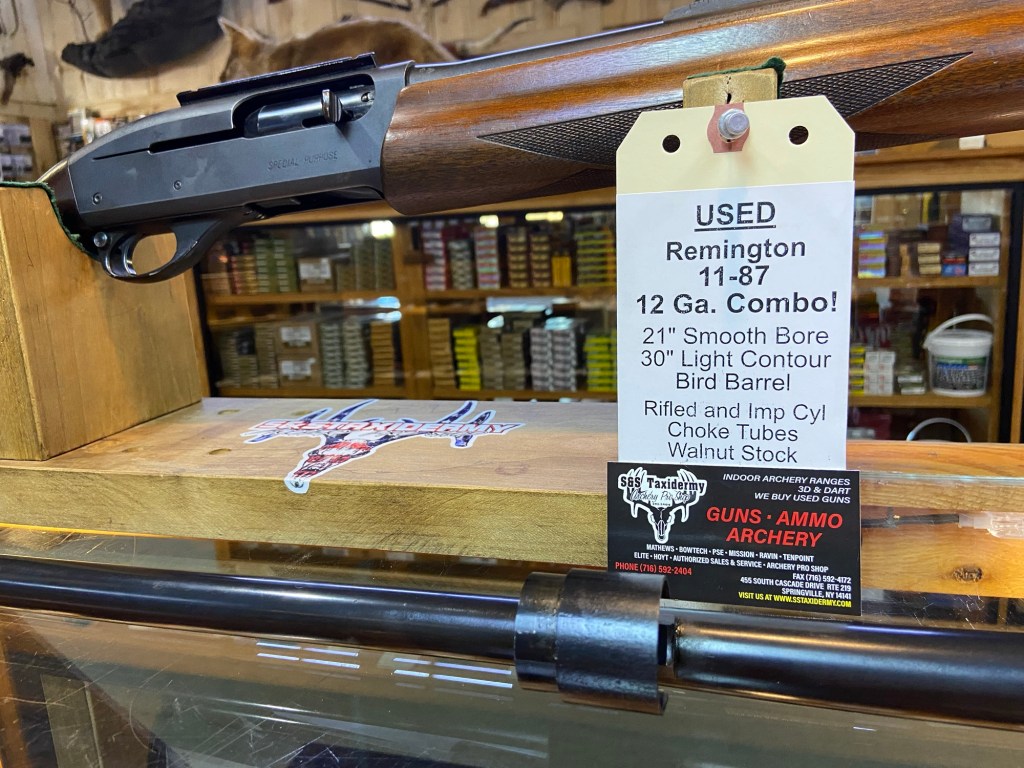 SPECIAL PURPOSE
USED
Remington
11-87
12 Ga. Combo!
21" Smooth Bore
30" Light Contour
Bird Barrel
Rifled and Imp Cyl
Choke Tubes
Walnut Stock
S&S Taxidermy
Archery Pro Shop
INDOOR ARCHERY RANGES
3D & DART
WE BUY USED GUNS
GUNS • AMMO
ARCHERY
MATHEWS • BOWTECH • PSE • MISSION • RAVIN • TENPOINT
ELITE • HOYT • AUTHORIZED SALES & SERVICE • ARCHERY PRO SHOP
PHONE (716) 592-2404
FAX (716) 592-4172
455 SOUTH CASCADE DRIVE RTE 219
SPRINGVILLE, NY 14141
VISIT US AT WWW.SSTAXIDERMY.COM